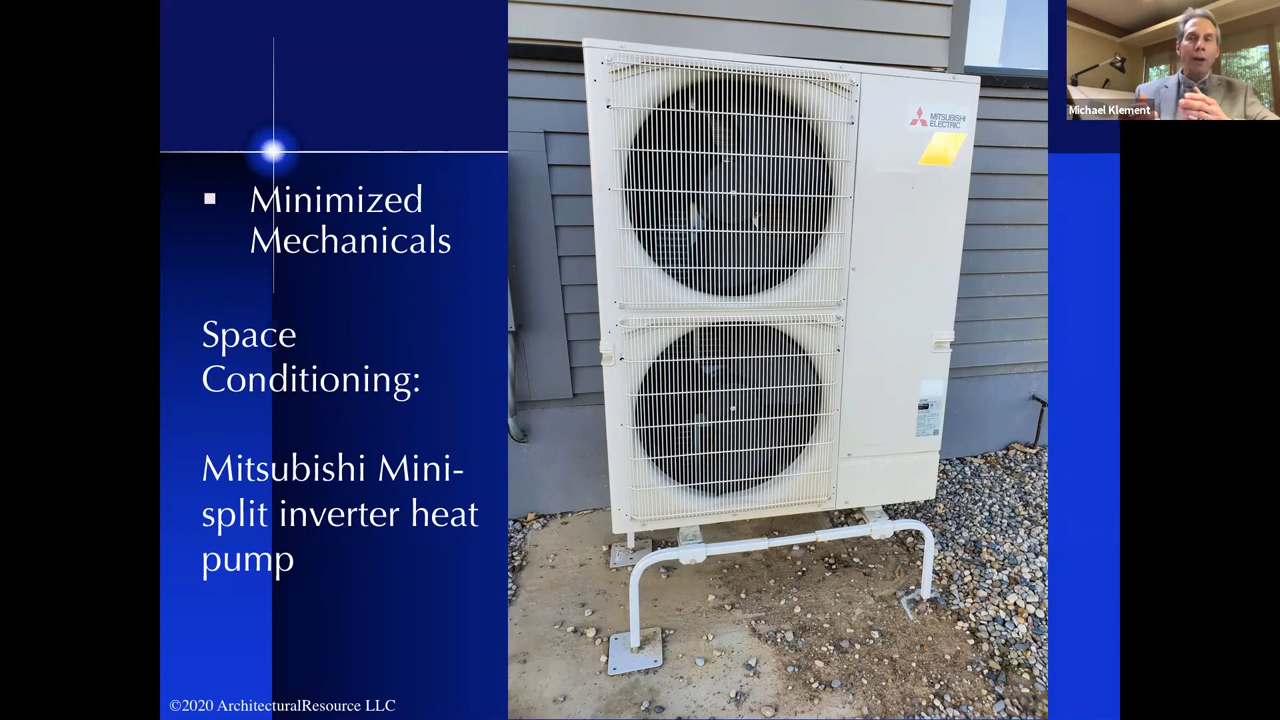 Michael Klement
MITSUBISHI
ELECTRIC
▪ Minimized
Mechanicals
Space
Conditioning:
Mitsubishi Mini-
split inverter heat
pump
©2020 ArchitecturalResource LLC